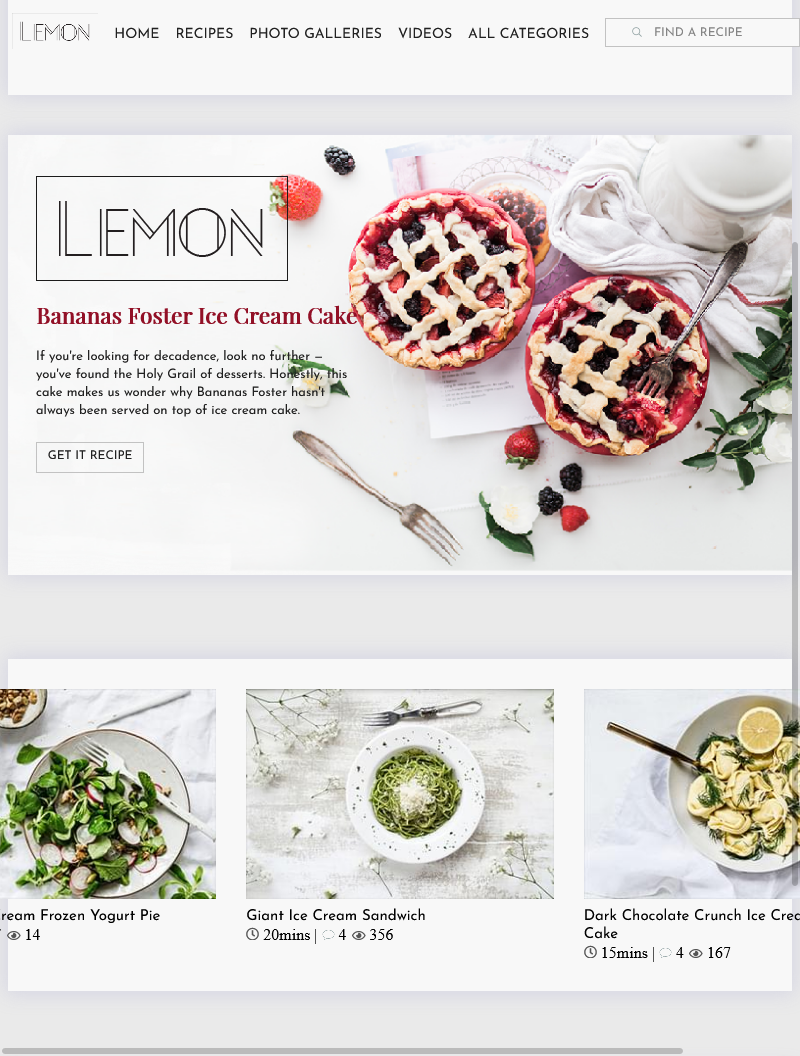 LEMON
HOME RECIPES PHOTO GALLERIES VIDEOS ALL CATEGORIES
FIND A RECIPE
LEMON
Bananas Foster Ice Cream Cake
If you're looking for decadence, look no further –
you've found the Holy Grail of desserts. Honestly, this
cake makes us wonder why Bananas Foster hasn't
always been served on top of ice cream cake.
GET IT RECIPE
Frozen Yogurt Pie
14
Giant Ice Cream Sandwich
20mins | 4 356
Dark Chocolate Crunch Ice
Cake
15mins | 4 167